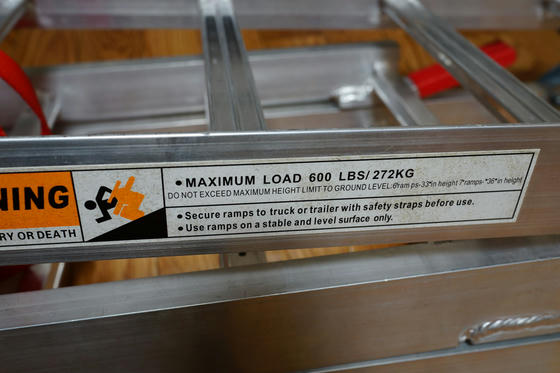 NING
RY OR DEATH
•MAXIMUM LOAD 600 LBS/272KG
DO NOT EXCEED MAXIMUM HEIGHT LIMIT TO GROUND LEVEL:6'ram ps-33"in height 7'ramps-"36"in height
•Secure ramps to truck or trailer with safety straps before use.
•Use ramps on a stable and level surface only.